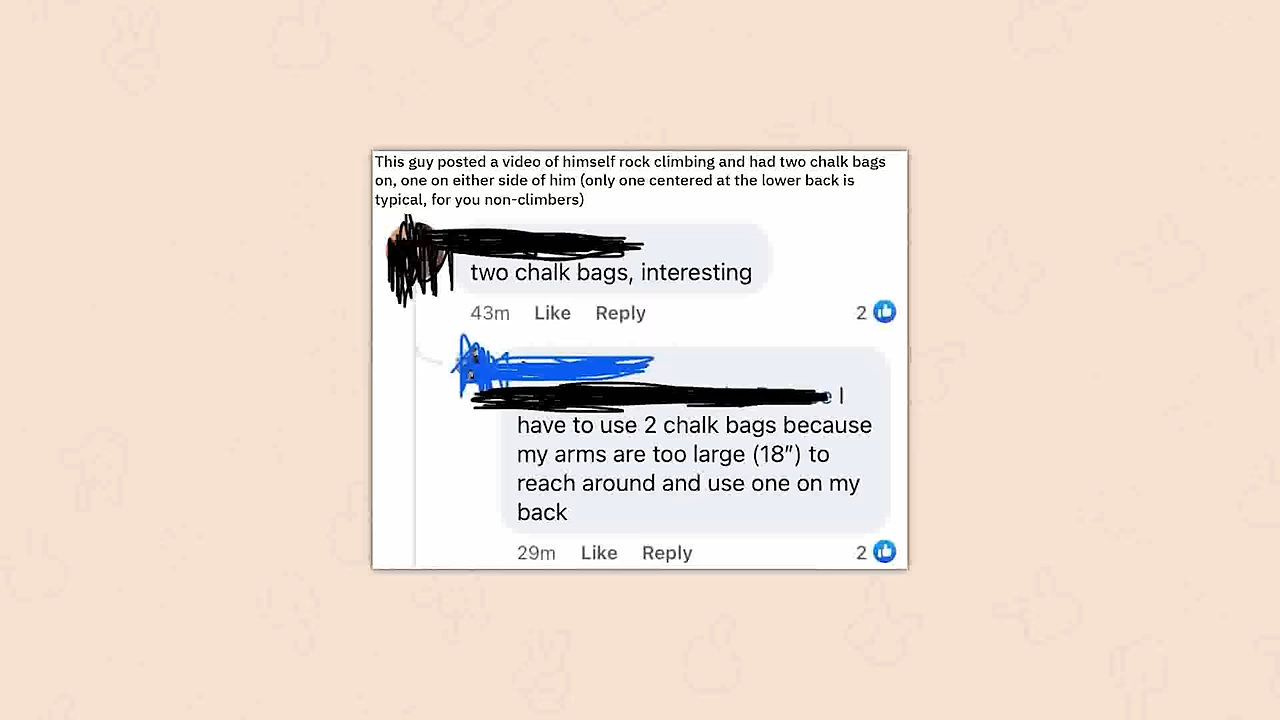 This guy posted a video of himself rock climbing and had two chalk bags
on, one on either side of him (only one centered at the lower back is
typical, for you non-climbers)
two chalk bags, interesting
43m Like Reply 2
I
have to use 2 chalk bags because
my arms are too large (18”) to
reach around and use one on my
back
29m Like Reply 2